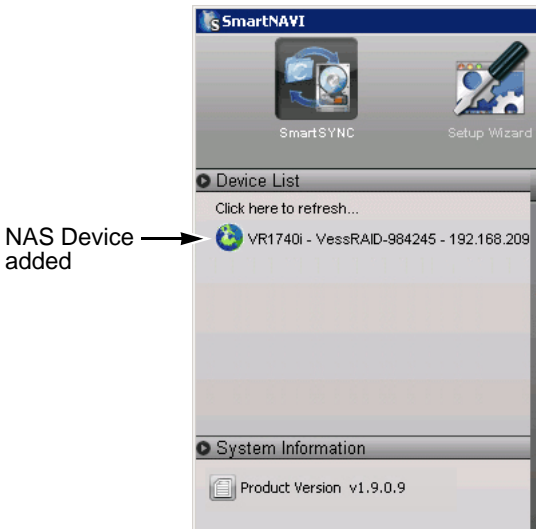 SmartNAVI
SmartSYNC
Setup Wizard
Device List
Click here to refresh...
NAS Device
added
VR1740i - VessRAID-984245 - 192.168.209
System Information
Product Version v1.9.0.9